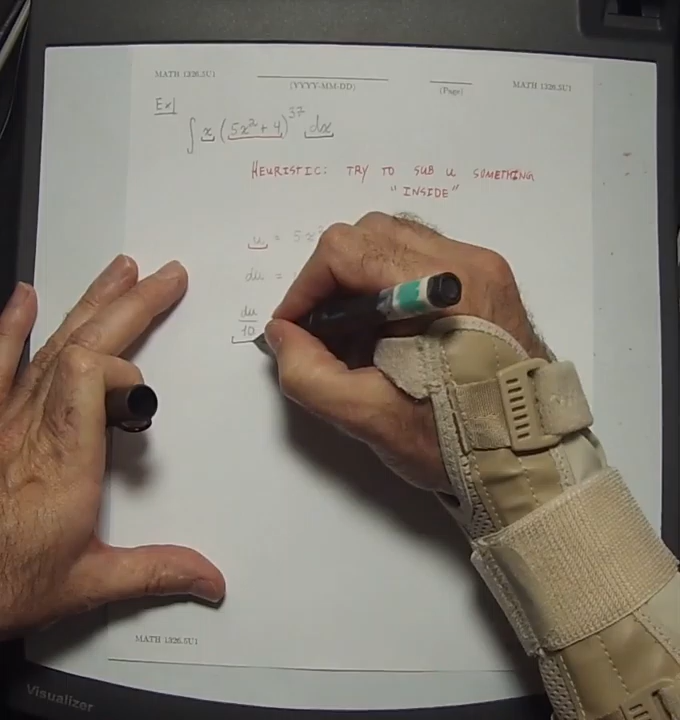 MATH 1326.5U1 (YYYY-MM-DD) (Page) MATH 1326.5U1
Ex1
∫ x (5x² + 4)³⁷ dx
HEURISTIC: TRY TO SUB u SOMETHING
"INSIDE"
u = 5x²
du =
du
10
MATH 1326.5U1
Visualizer